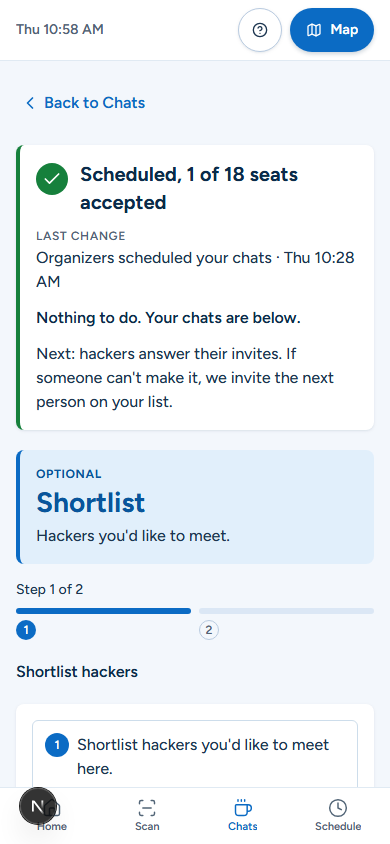 Thu 10:58 AM
Map
Back to Chats
Scheduled, 1 of 18 seats
accepted
LAST CHANGE
Organizers scheduled your chats · Thu 10:28
AM
Nothing to do. Your chats are below.
Next: hackers answer their invites. If
someone can't make it, we invite the next
person on your list.
OPTIONAL
Shortlist
Hackers you'd like to meet.
Step 1 of 2
1
2
Shortlist hackers
1 Shortlist hackers you'd like to meet
here.
N
Home
Scan
Chats
Schedule